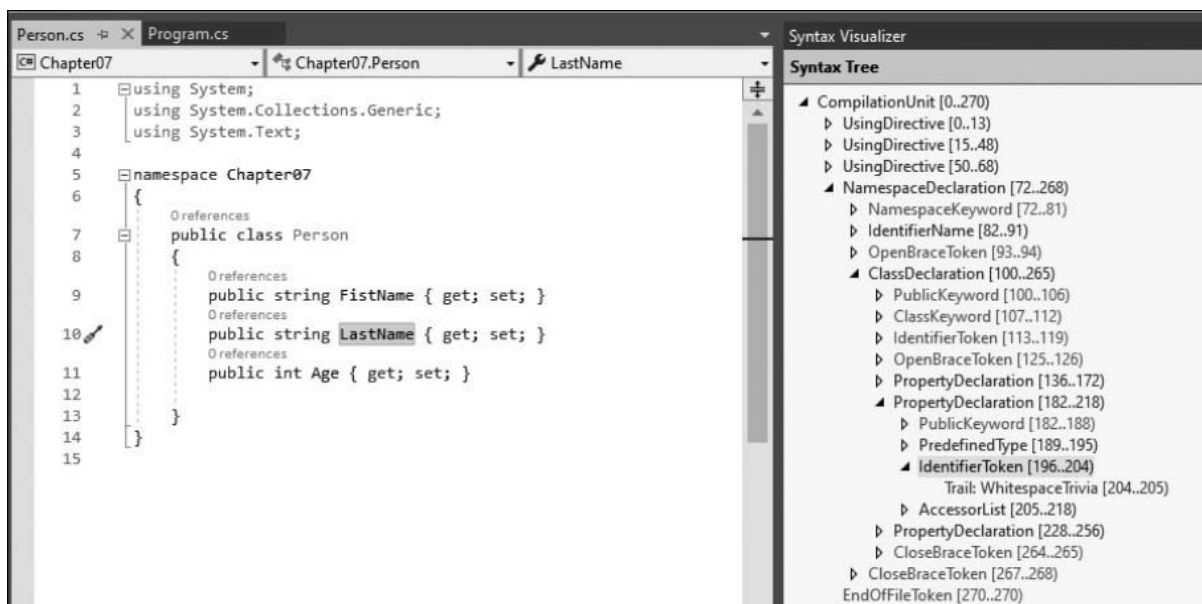 Person.cs Program.cs
C# Chapter07 Chapter07.Person LastName
1 using System;
2 using System.Collections.Generic;
3 using System.Text;
4
5 namespace Chapter07
6 {
0 references
7 public class Person
8 {
0 references
9 public string FistName { get; set; }
0 references
10 public string LastName { get; set; }
0 references
11 public int Age { get; set; }
12
13 }
14 }
15
Syntax Visualizer
Syntax Tree
CompilationUnit [0..270)
UsingDirective [0..13)
UsingDirective [15..48)
UsingDirective [50..68)
NamespaceDeclaration [72..268)
NamespaceKeyword [72..81)
IdentifierName [82..91)
OpenBraceToken [93..94)
ClassDeclaration [100..265)
PublicKeyword [100..106)
ClassKeyword [107..112)
IdentifierToken [113..119)
OpenBraceToken [125..126)
PropertyDeclaration [136..172)
PropertyDeclaration [182..218)
PublicKeyword [182..188)
PredefinedType [189..195)
IdentifierToken [196..204)
Trail: WhitespaceTrivia [204..205)
AccessorList [205..218)
PropertyDeclaration [228..256)
CloseBraceToken [264..265)
CloseBraceToken [267..268)
EndOfFileToken [270..270)